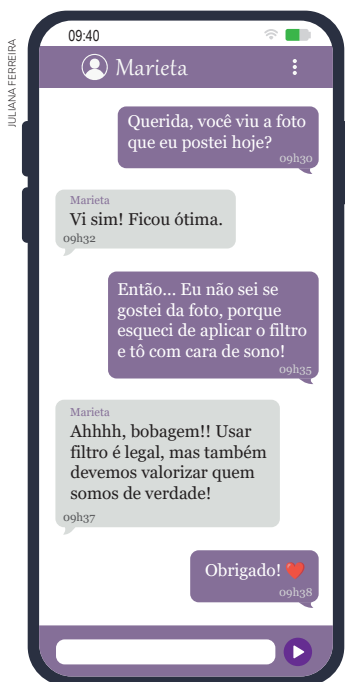 JULIANA FERREIRA
09:40
Marieta
Querida, você viu a foto
que eu postei hoje?
09h30
Marieta
Vi sim! Ficou ótima.
09h32
Então... Eu não sei se
gostei da foto, porque
esqueci de aplicar o filtro
e tô com cara de sono!
09h35
Marieta
Ahhhh, bobagem!! Usar
filtro é legal, mas também
devemos valorizar quem
somos de verdade!
09h37
Obrigado! ❤️
09h38